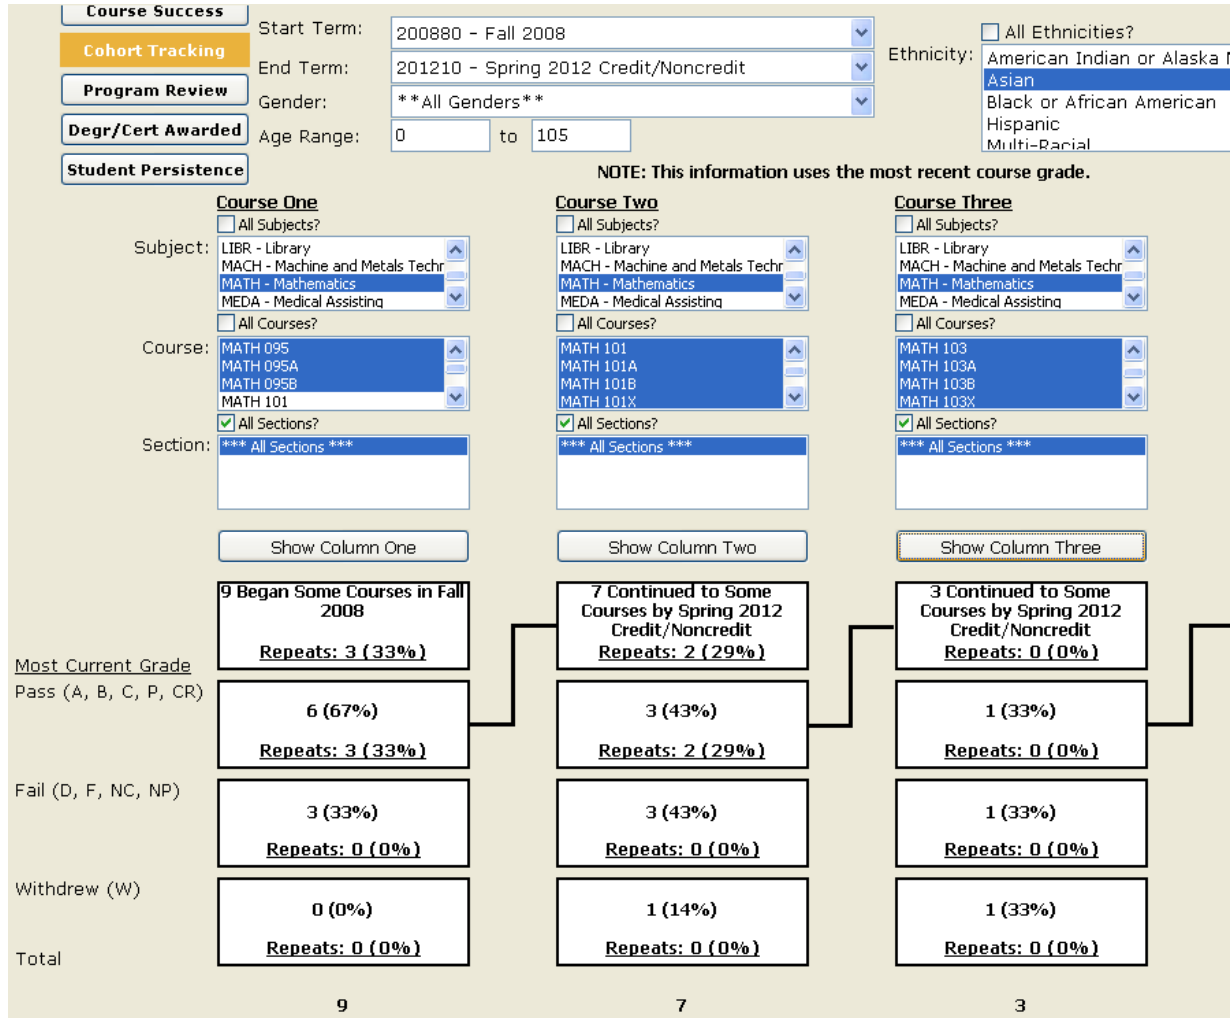 Course Success
Cohort Tracking
Program Review
Degr/Cert Awarded
Student Persistence
Start Term: 200880 - Fall 2008
End Term: 201210 - Spring 2012 Credit/Noncredit
Gender: **All Genders**
Age Range: 0 to 105
All Ethnicities?
Ethnicity:
American Indian or Alaska N
Asian
Black or African American
Hispanic
Multi-Racial
NOTE: This information uses the most recent course grade.
Course One Course Two Course Three
All Subjects? All Subjects? All Subjects?
Subject: LIBR - Library LIBR - Library LIBR - Library
MACH - Machine and Metals Techr MACH - Machine and Metals Techr MACH - Machine and Metals Techr
MATH - Mathematics MATH - Mathematics MATH - Mathematics
MEDA - Medical Assisting MEDA - Medical Assisting MEDA - Medical Assisting
All Courses? All Courses? All Courses?
Course: MATH 095 MATH 101 MATH 103
MATH 095A MATH 101A MATH 103A
MATH 095B MATH 101B MATH 103B
MATH 101 MATH 101X MATH 103X
All Sections? All Sections? All Sections?
Section: *** All Sections *** *** All Sections *** *** All Sections ***
Show Column One Show Column Two Show Column Three
9 Began Some Courses in Fall 2008
Repeats: 3 (33%)
7 Continued to Some Courses by Spring 2012 Credit/Noncredit
Repeats: 2 (29%)
3 Continued to Some Courses by Spring 2012 Credit/Noncredit
Repeats: 0 (0%)
Most Current Grade
Pass (A, B, C, P, CR)
6 (67%) 3 (43%) 1 (33%)
Repeats: 3 (33%) Repeats: 2 (29%) Repeats: 0 (0%)
Fail (D, F, NC, NP)
3 (33%) 3 (43%) 1 (33%)
Repeats: 0 (0%) Repeats: 0 (0%) Repeats: 0 (0%)
Withdrew (W)
0 (0%) 1 (14%) 1 (33%)
Repeats: 0 (0%) Repeats: 0 (0%) Repeats: 0 (0%)
Total
9 7 3